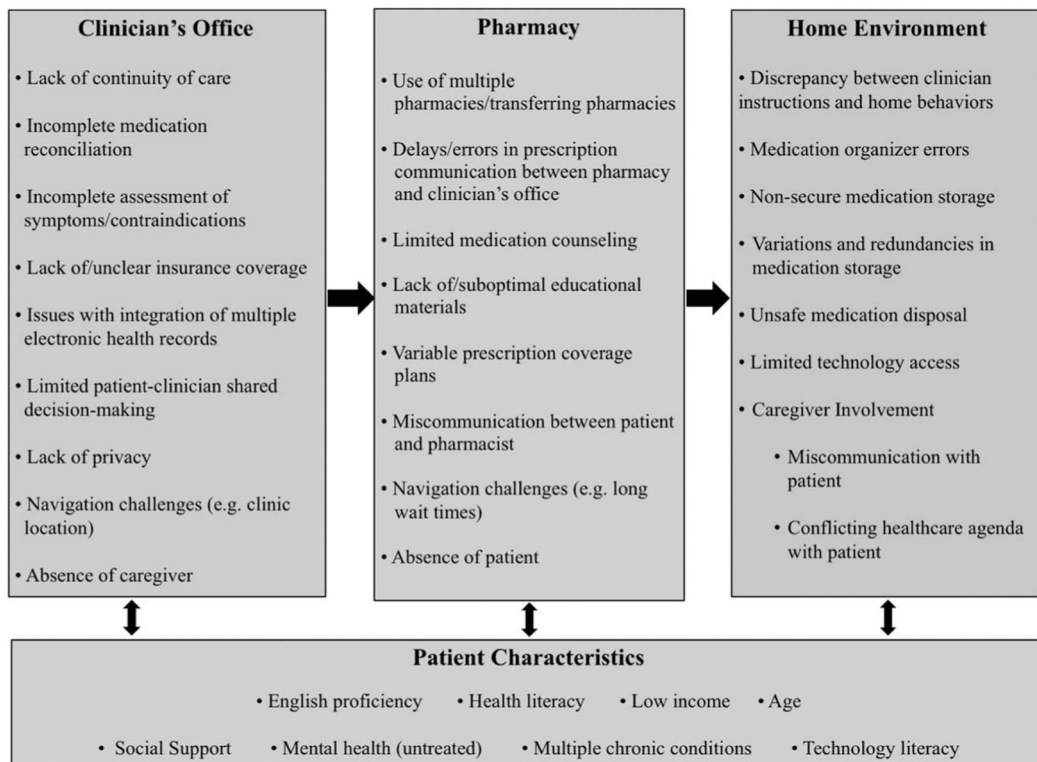 Clinician's Office
• Lack of continuity of care
• Incomplete medication
reconciliation
• Incomplete assessment of
symptoms/contraindications
• Lack of/unclear insurance coverage
• Issues with integration of multiple
electronic health records
• Limited patient-clinician shared
decision-making
• Lack of privacy
• Navigation challenges (e.g. clinic
location)
• Absence of caregiver
Pharmacy
• Use of multiple
pharmacies/transferring pharmacies
• Delays/errors in prescription
communication between pharmacy
and clinician's office
• Limited medication counseling
• Lack of/suboptimal educational
materials
• Variable prescription coverage
plans
• Miscommunication between patient
and pharmacist
• Navigation challenges (e.g. long
wait times)
• Absence of patient
Home Environment
• Discrepancy between clinician
instructions and home behaviors
• Medication organizer errors
• Non-secure medication storage
• Variations and redundancies in
medication storage
• Unsafe medication disposal
• Limited technology access
• Caregiver Involvement
• Miscommunication with
patient
• Conflicting healthcare agenda
with patient
Patient Characteristics
• English proficiency • Health literacy • Low income • Age
• Social Support • Mental health (untreated) • Multiple chronic conditions • Technology literacy